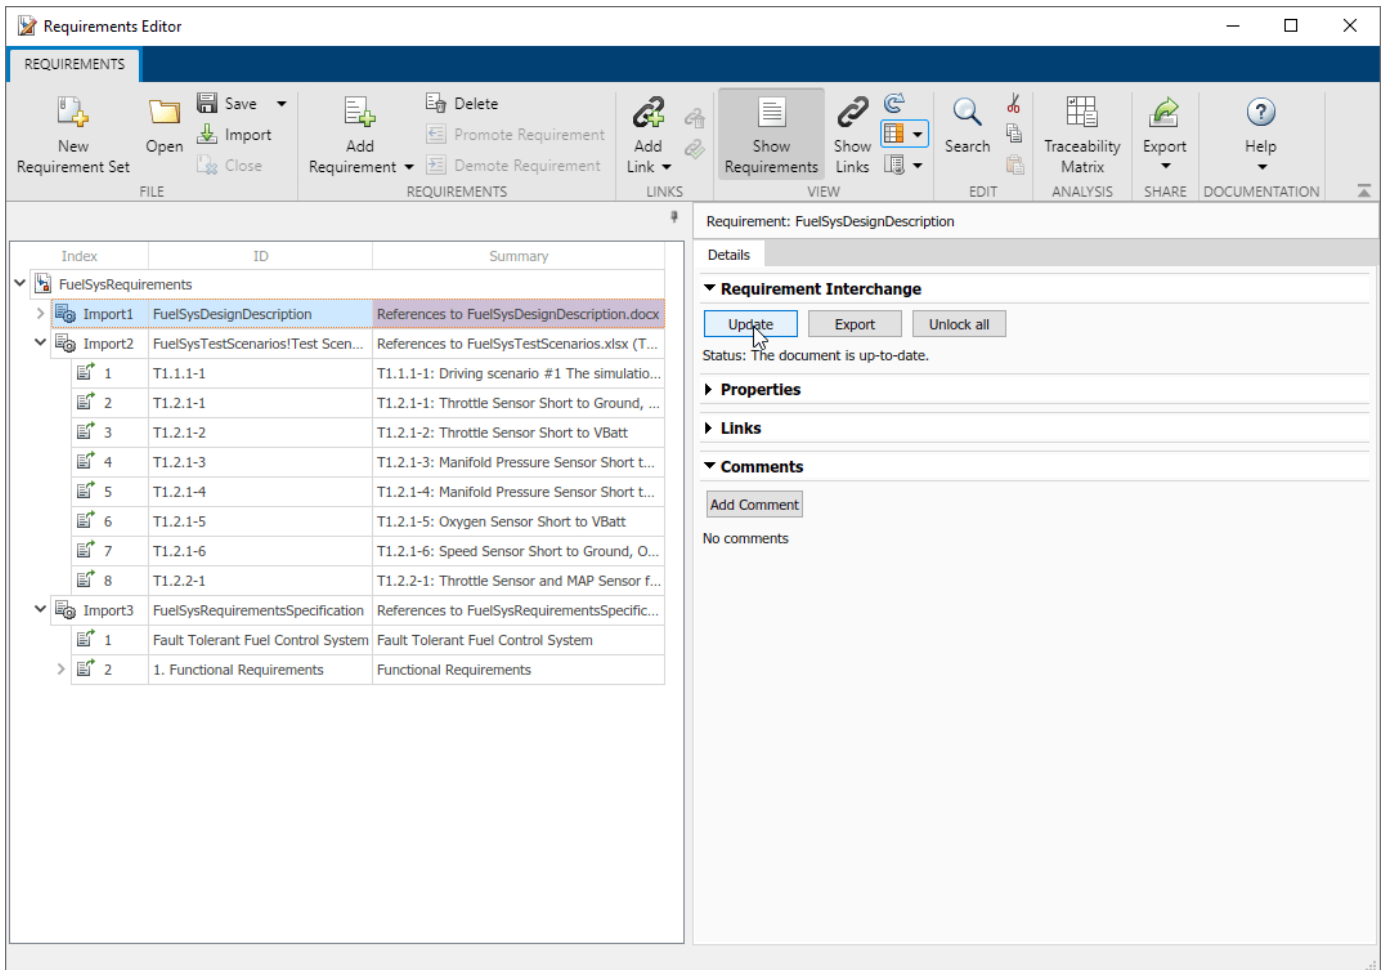 Requirements Editor
REQUIREMENTS
New Requirement Set
Open
Save
Import
Close
FILE
Add Requirement
Delete
Promote Requirement
Demote Requirement
REQUIREMENTS
Add Link
LINKS
Show Requirements
Show Links
VIEW
Search
EDIT
Traceability Matrix
ANALYSIS
Export
SHARE
Help
DOCUMENTATION
Index ID Summary
FuelSysRequirements
Import1 FuelSysDesignDescription References to FuelSysDesignDescription.docx
Import2 FuelSysTestScenarios!Test Scen... References to FuelSysTestScenarios.xlsx (T...
1 T1.1.1-1 T1.1.1-1: Driving scenario #1 The simulatio...
2 T1.2.1-1 T1.2.1-1: Throttle Sensor Short to Ground, ...
3 T1.2.1-2 T1.2.1-2: Throttle Sensor Short to VBatt
4 T1.2.1-3 T1.2.1-3: Manifold Pressure Sensor Short t...
5 T1.2.1-4 T1.2.1-4: Manifold Pressure Sensor Short t...
6 T1.2.1-5 T1.2.1-5: Oxygen Sensor Short to VBatt
7 T1.2.1-6 T1.2.1-6: Speed Sensor Short to Ground, O...
8 T1.2.2-1 T1.2.2-1: Throttle Sensor and MAP Sensor f...
Import3 FuelSysRequirementsSpecification References to FuelSysRequirementsSpecific...
1 Fault Tolerant Fuel Control System Fault Tolerant Fuel Control System
2 1. Functional Requirements Functional Requirements
Requirement: FuelSysDesignDescription
Details
Requirement Interchange
Update Export Unlock all
Status: The document is up-to-date.
Properties
Links
Comments
Add Comment
No comments